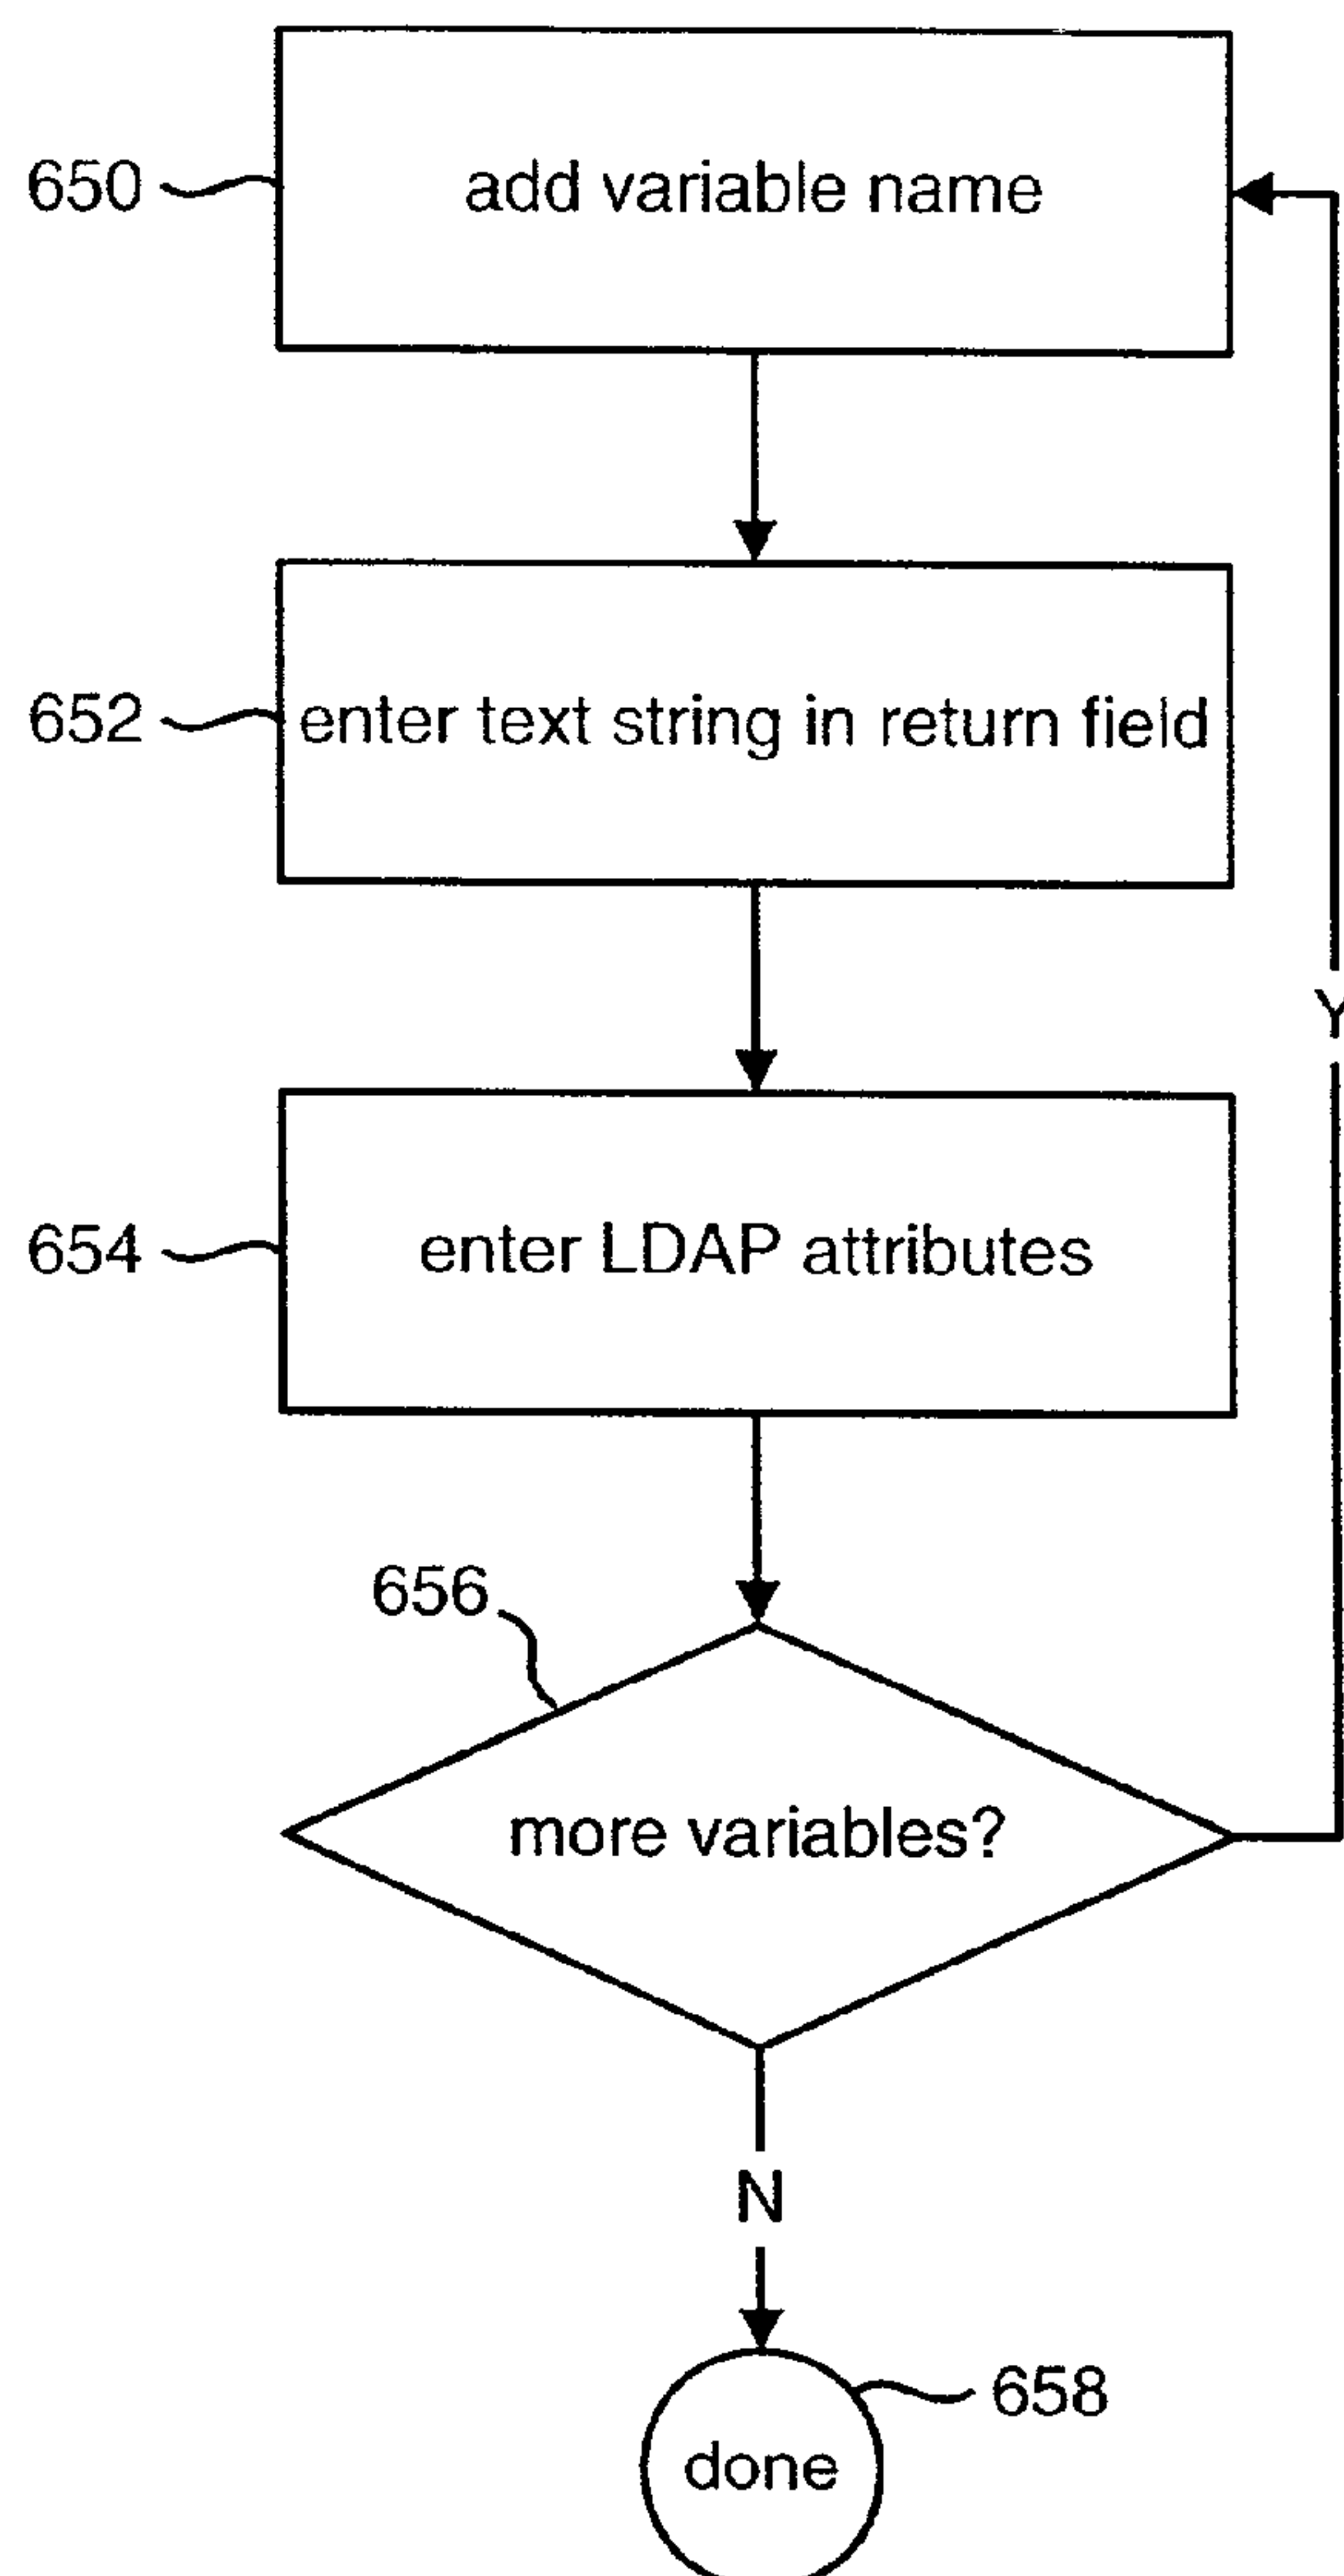 650
add variable name
652
enter text string in return field
Y
654
enter LDAP attributes
656
more variables?
N
658
done